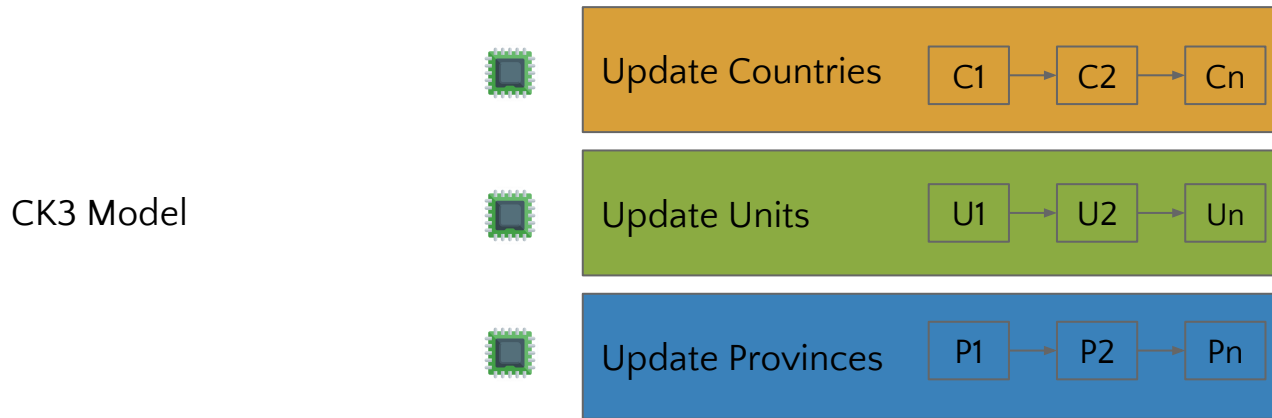 Update Countries
C1
C2
Cn
CK3 Model
Update Units
U1
U2
Un
Update Provinces
P1
P2
Pn